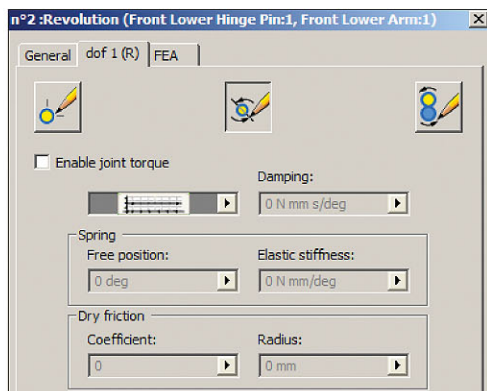 n°2 :Revolution (Front Lower Hinge Pin:1, Front Lower Arm:1)
General dof 1 (R) FEA
Enable joint torque
Damping:
0 N mm s/deg
Spring
Free position: Elastic stiffness:
0 deg 0 N mm/deg
Dry friction
Coefficient: Radius:
0 0 mm